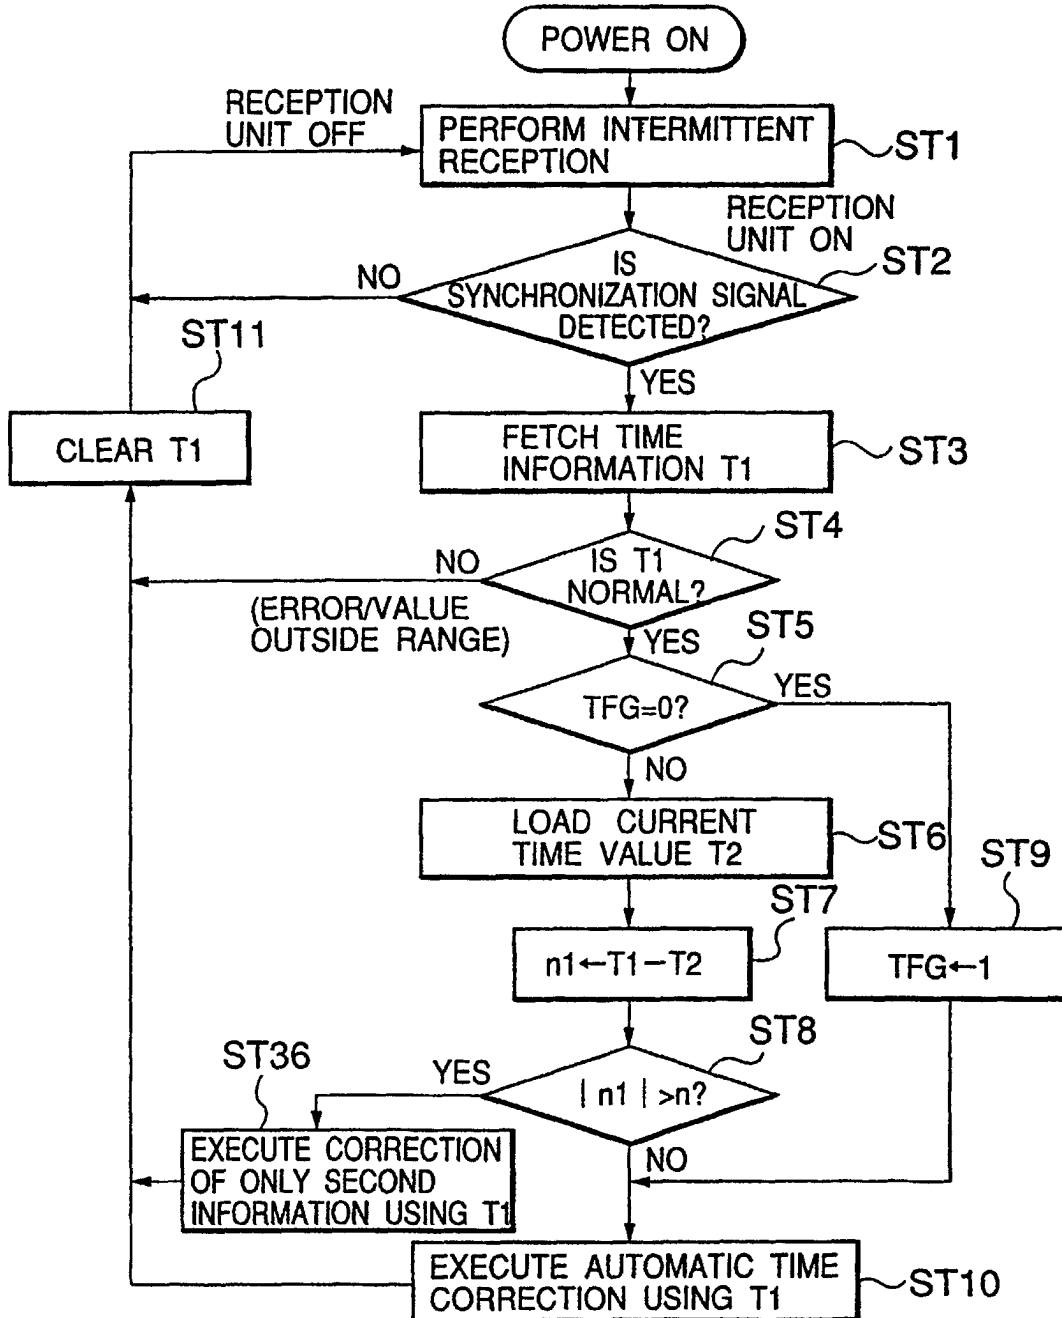 POWER ON
RECEPTION
UNIT OFF
PERFORM INTERMITTENT
RECEPTION
ST1
RECEPTION
UNIT ON
ST2
NO
IS
SYNCHRONIZATION SIGNAL
DETECTED?
ST11
YES
CLEAR T1
FETCH TIME
INFORMATION T1
ST3
ST4
NO
IS T1
NORMAL?
(ERROR/VALUE
OUTSIDE RANGE)
YES
ST5
YES
TFG=0?
NO
LOAD CURRENT
TIME VALUE T2
ST6
ST9
ST7
n1←T1−T2
TFG←1
ST8
ST36
YES
| n1 | >n?
NO
EXECUTE CORRECTION
OF ONLY SECOND
INFORMATION USING T1
EXECUTE AUTOMATIC TIME
CORRECTION USING T1
ST10